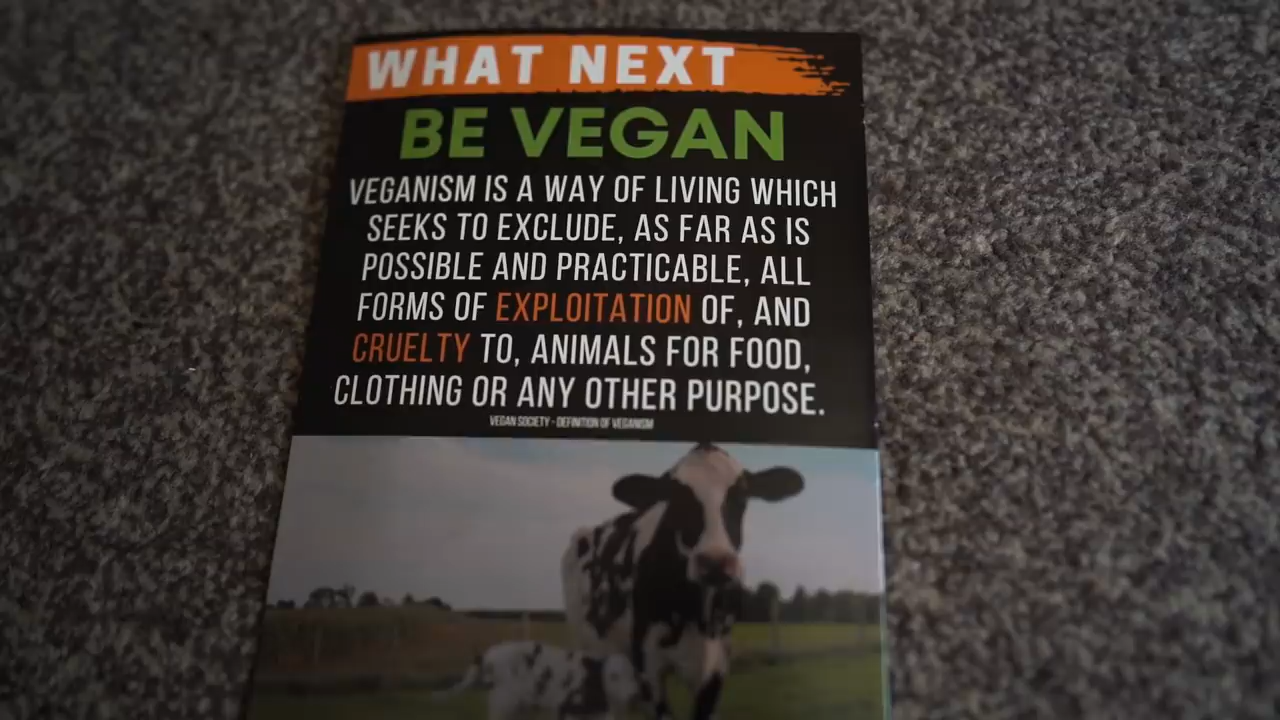 WHAT NEXT
BE VEGAN
VEGANISM IS A WAY OF LIVING WHICH
SEEKS TO EXCLUDE, AS FAR AS IS
POSSIBLE AND PRACTICABLE, ALL
FORMS OF EXPLOITATION OF, AND
CRUELTY TO, ANIMALS FOR FOOD,
CLOTHING OR ANY OTHER PURPOSE.
VEGAN SOCIETY - DEFINITION OF VEGANISM